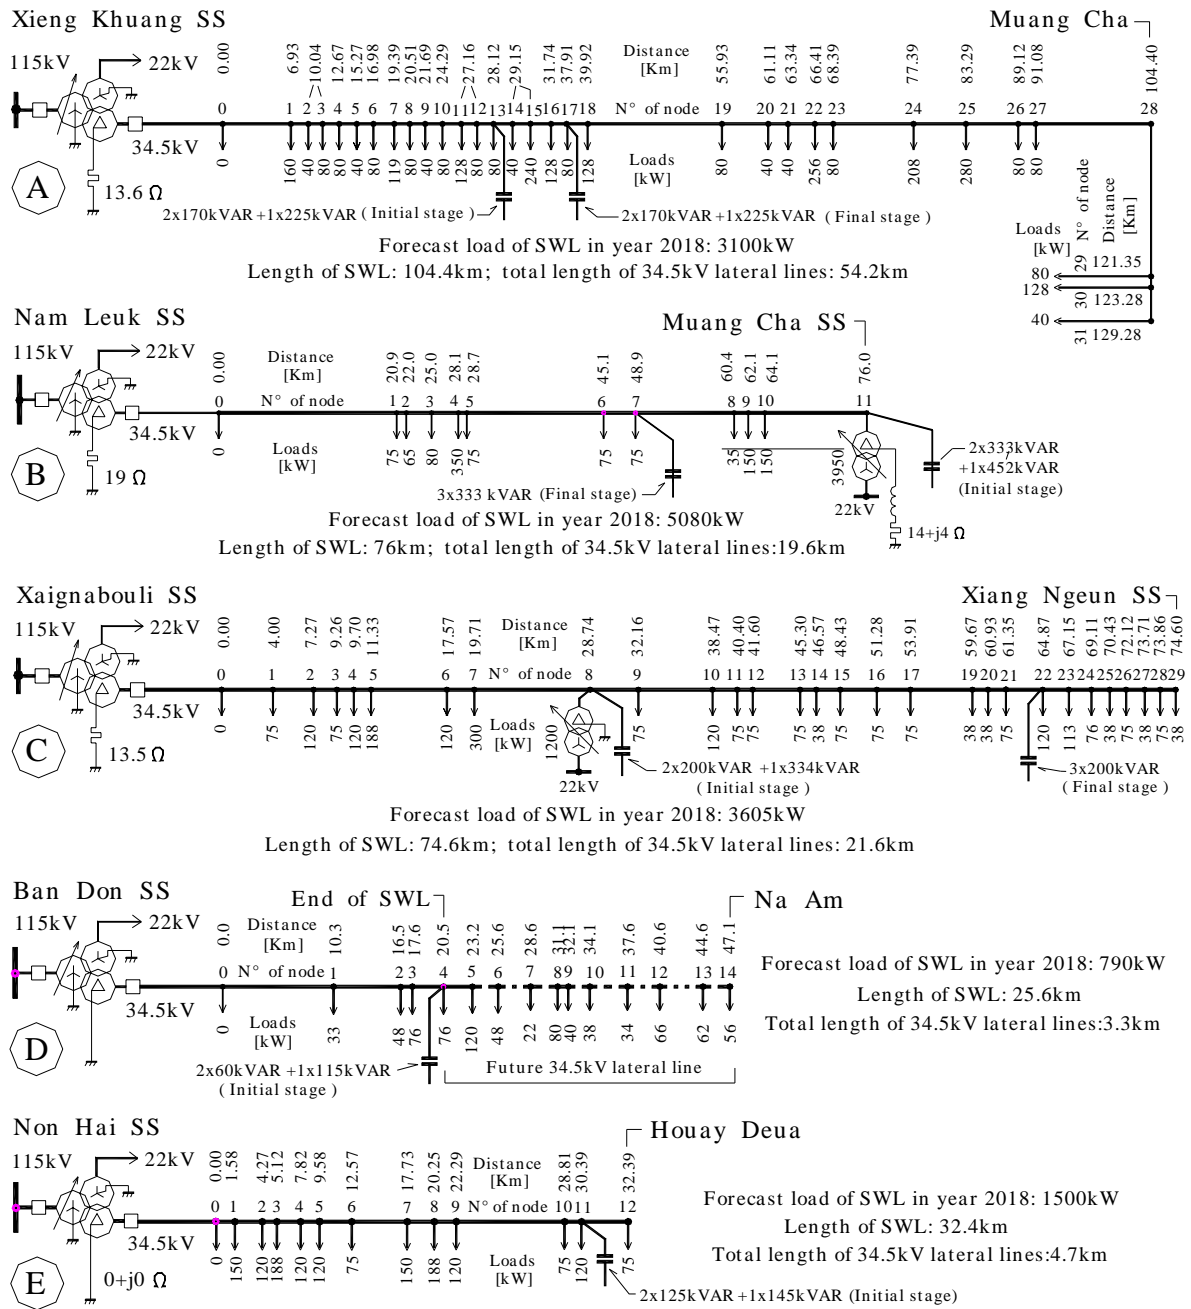 Xieng Khuang SS
Muang Cha
115kV
22kV
34.5kV
13.6 Ω
A
Distance
[Km]
0.00 6.93 10.04 12.67 15.27 16.98 19.39 20.51 21.69 24.29 27.16 28.12 29.15 31.74 37.91 39.92 55.93 61.11 63.34 66.41 68.39 77.39 83.29 89.12 91.08 104.40
N° of node
0 1 2 3 4 5 6 7 8 9 10 11 12 13 14 15 16 17 18 19 20 21 22 23 24 25 26 27 28
Loads
[kW]
0 160 40 80 80 40 80 119 80 40 80 128 80 80 40 240 128 80 128 80 40 40 256 80 208 280 80 80
2x170kVAR+1x225kVAR (Initial stage)
2x170kVAR+1x225kVAR (Final stage)
Forecast load of SWL in year 2018: 3100kW
Length of SWL: 104.4km; total length of 34.5kV lateral lines: 54.2km
Loads
[kW]
N° of node
Distance
[Km]
80 29 121.35
128 30 123.28
40 31 129.28
Nam Leuk SS
Muang Cha SS
115kV
22kV
34.5kV
19 Ω
B
Distance
[Km]
0.00 20.9 22.0 25.0 28.1 28.7 45.1 48.9 60.4 62.1 64.1 76.0
N° of node
0 1 2 3 4 5 6 7 8 9 10 11
Loads
[kW]
0 75 65 80 350 75 75 75 35 150 150 3950
22kV
14+j4 Ω
2x333kVAR
+1x452kVAR
(Initial stage)
3x333 kVAR (Final stage)
Forecast load of SWL in year 2018: 5080kW
Length of SWL: 76km; total length of 34.5kV lateral lines:19.6km
Xaignabouli SS
Xiang Ngeun SS
115kV
22kV
34.5kV
13.5 Ω
C
Distance
[Km]
0.00 4.00 7.27 9.26 9.70 11.33 17.57 19.71 28.74 32.16 38.47 40.40 41.60 45.30 46.57 48.43 51.28 53.91 59.67 60.93 61.35 64.87 67.15 69.11 70.43 72.12 73.71 73.86 74.60
N° of node
0 1 2 3 4 5 6 7 8 9 10 11 12 13 14 15 16 17 19 20 21 22 23 24 25 26 27 28 29
Loads
[kW]
0 75 120 75 120 188 120 300 1200 75 120 75 75 75 38 75 75 75 38 38 75 120 113 76 38 75 38 75 38
22kV
2x200kVAR +1x334kVAR
(Initial stage)
3x200kVAR
(Final stage)
Forecast load of SWL in year 2018: 3605kW
Length of SWL: 74.6km; total length of 34.5kV lateral lines: 21.6km
Ban Don SS
End of SWL
Na Am
115kV
22kV
34.5kV
D
Distance
[Km]
0.0 10.3 16.5 17.6 20.5 23.2 25.6 28.6 31.1 32.1 34.1 37.6 40.6 44.6 47.1
N° of node
0 1 2 3 4 5 6 7 8 9 10 11 12 13 14
Loads
[kW]
0 33 48 76 76 120 48 22 80 40 38 34 66 62 56
2x60kVAR +1x115kVAR
(Initial stage)
Future 34.5kV lateral line
Forecast load of SWL in year 2018: 790kW
Length of SWL: 25.6km
Total length of 34.5kV lateral lines:3.3km
Non Hai SS
Houay Deua
115kV
22kV
34.5kV
0+j0 Ω
E
Distance
[Km]
0.00 1.58 4.27 5.12 7.82 9.58 12.57 17.73 20.25 22.29 28.81 30.39 32.39
N° of node
0 1 2 3 4 5 6 7 8 9 10 11 12
Loads
[kW]
0 150 120 188 120 120 75 150 188 120 75 120 75
2x125kVAR+1x145kVAR (Initial stage)
Forecast load of SWL in year 2018: 1500kW
Length of SWL: 32.4km
Total length of 34.5kV lateral lines:4.7km